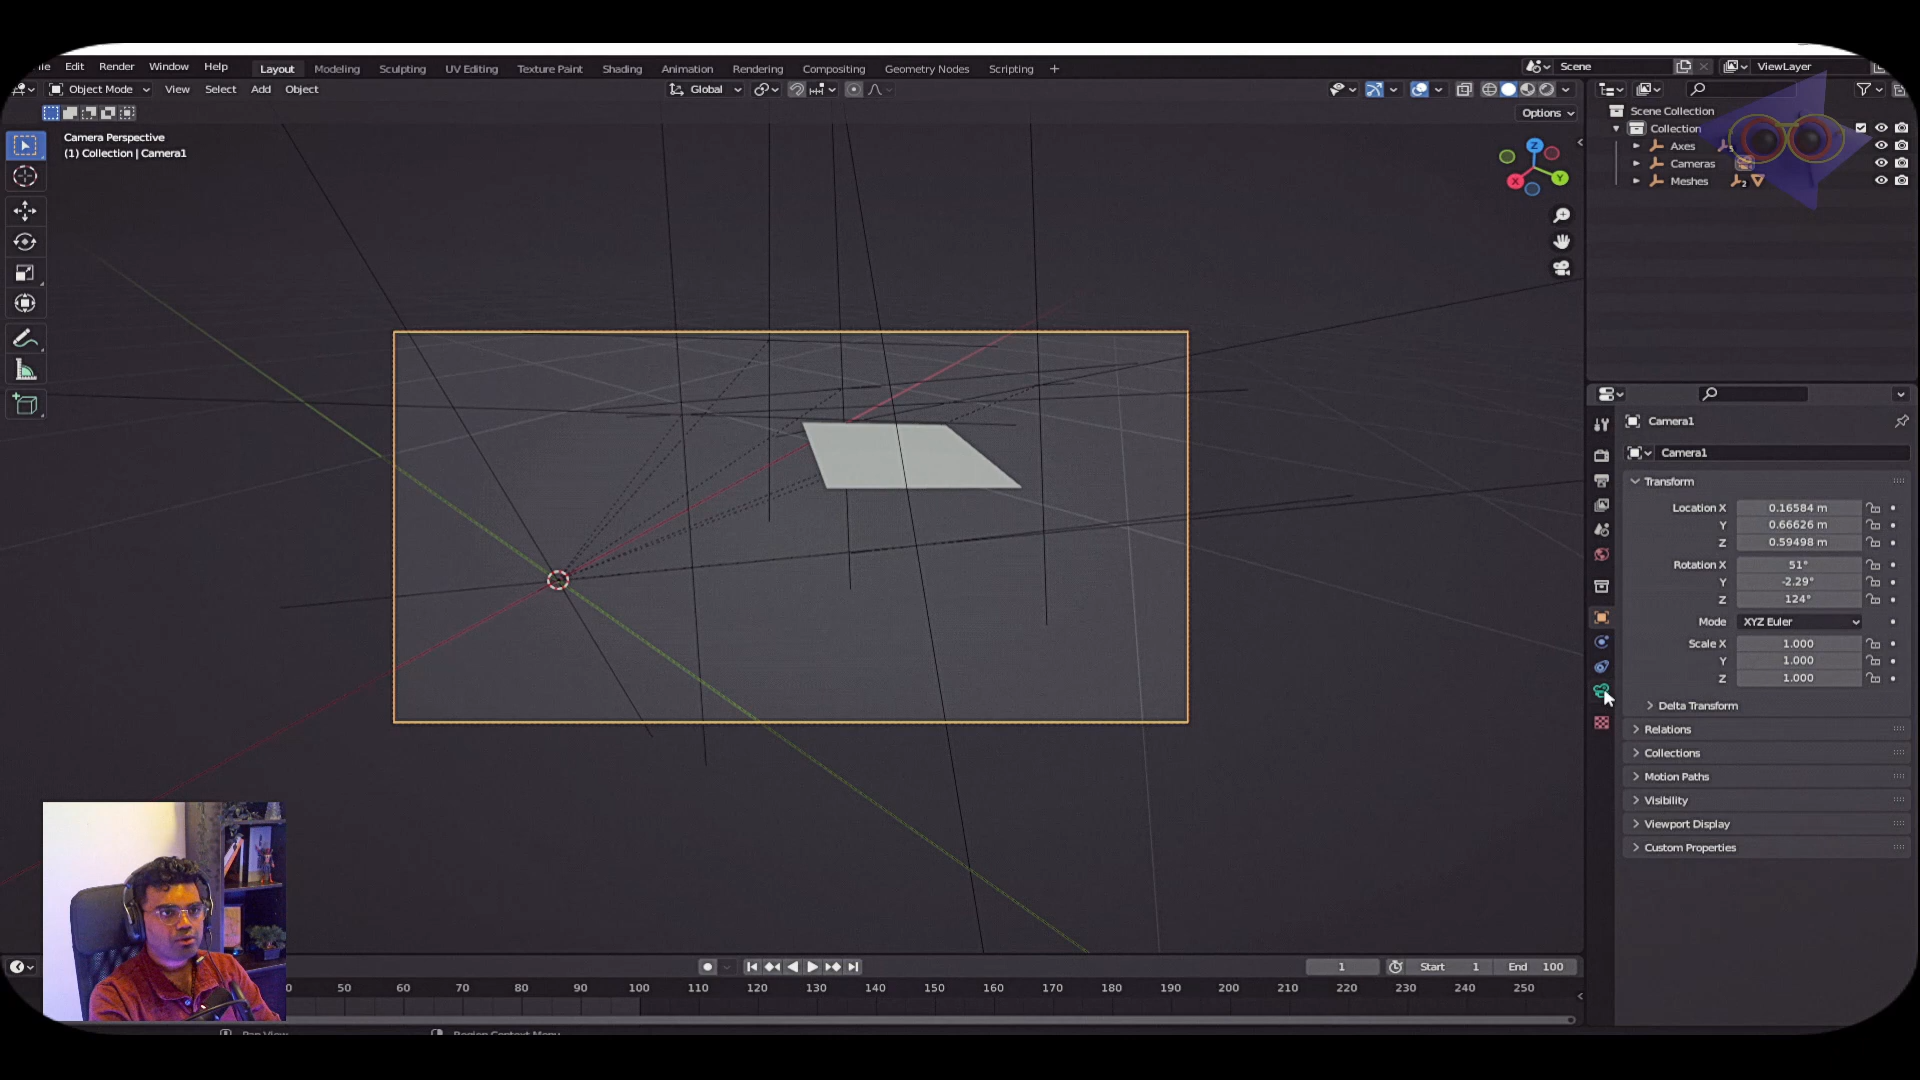 Edit Render Window Help
Layout Modeling Sculpting UV Editing Texture Paint Shading Animation Rendering Compositing Geometry Nodes Scripting +
Scene
ViewLayer
Object Mode View Select Add Object
Global
Options
Camera Perspective
(1) Collection | Camera1
Z
X
Y
Scene Collection
Collection
Axes
Cameras
Meshes
2
Camera1
Camera1
Transform
Location X 0.16584 m
Y 0.66626 m
Z 0.59498 m
Rotation X 51°
Y -2.29°
Z 124°
Mode XYZ Euler
Scale X 1.000
Y 1.000
Z 1.000
Delta Transform
Relations
Collections
Motion Paths
Visibility
Viewport Display
Custom Properties
1 Start 1 End 100
50 60 70 80 90 100 110 120 130 140 150 160 170 180 190 200 210 220 230 240 250